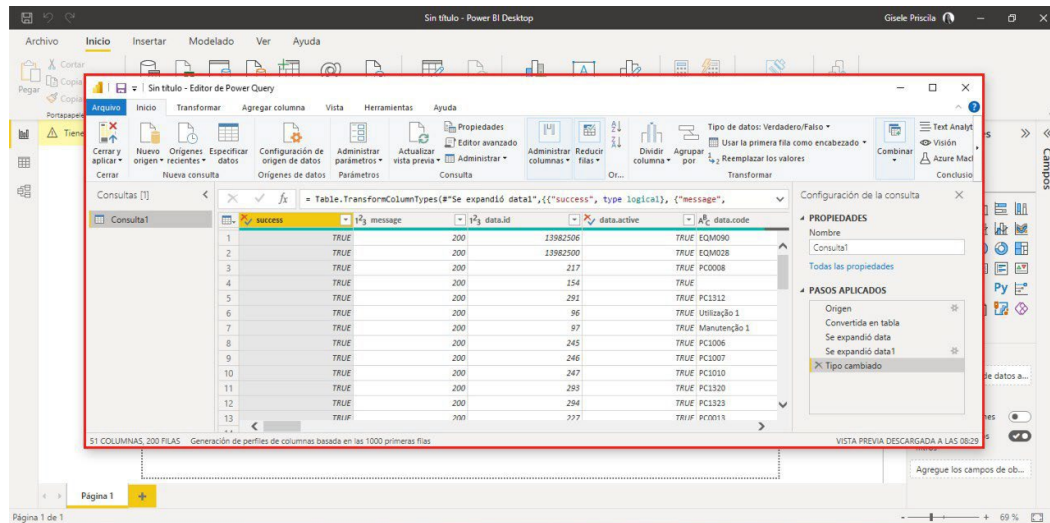 Sin título - Power BI Desktop
Gisele Priscila
Archivo Inicio Insertar Modelado Ver Ayuda
Pegar
Cortar
Portapapele
Sin título - Editor de Power Query
Arquivo Inicio Transformar Agregar columna Vista Herramientas Ayuda
Cerrar y aplicar
Nuevo origen
Orígenes recientes
Especificar datos
Configuración de origen de datos
Administrar parámetros
Actualizar vista previa
Propiedades
Editor avanzado
Administrar
Administrar columnas
Reducir filas
Dividir columna
Agrupar por
Tipo de datos: Verdadero/Falso
Usar la primera fila como encabezado
Reemplazar los valores
Combinar
Text Analyt
Visión
Azure Macl
Cerrar Nueva consulta Orígenes de datos Parámetros Consulta Or... Transformar Conclusio
Tiene
Campos
Consultas [1]
Consulta1
fx = Table.TransformColumnTypes(#"Se expandió data1",{{"success", type logical}, {"message",
success 123 message 123 data.id data.active ABC data.code
1 TRUE 200 13982506 TRUE EQM090
2 TRUE 200 13982500 TRUE EQM028
3 TRUE 200 217 TRUE PC0008
4 TRUE 200 154 TRUE
5 TRUE 200 291 TRUE PC1312
6 TRUE 200 96 TRUE Utilização 1
7 TRUE 200 97 TRUE Manutenção 1
8 TRUE 200 245 TRUE PC1006
9 TRUE 200 246 TRUE PC1007
10 TRUE 200 247 TRUE PC1010
11 TRUE 200 293 TRUE PC1320
12 TRUE 200 294 TRUE PC1323
13 TRUE 200 227 TRUE PC0013
Configuración de la consulta
PROPIEDADES
Nombre
Consulta1
Todas las propiedades
PASOS APLICADOS
Origen
Convertida en tabla
Se expandió data
Se expandió data1
Tipo cambiado
51 COLUMNAS, 200 FILAS Generación de perfiles de columnas basada en las 1000 primeras filas
VISTA PREVIA DESCARGADA A LAS 08:29
Py
de datos a...
Agregue los campos de ob...
Página 1
Página 1 de 1
69 %